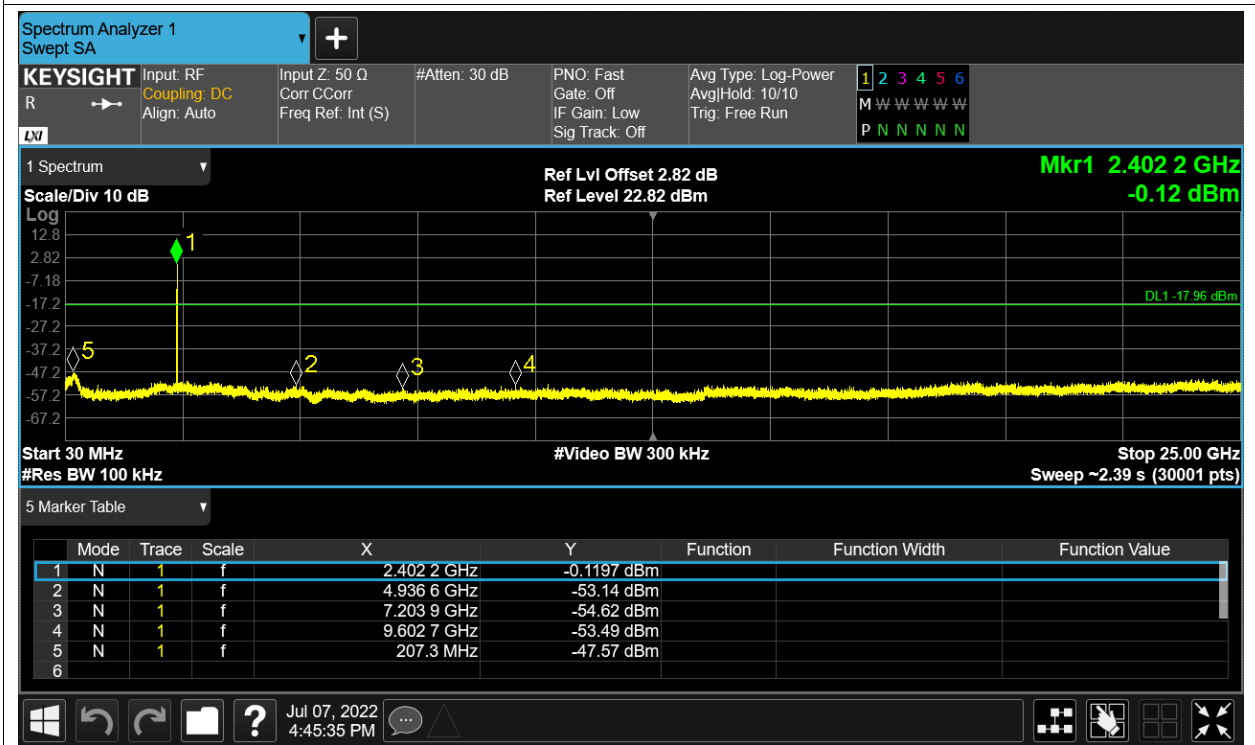 Spectrum Analyzer 1
Swept SA
+
KEYSIGHT Input: RF Input Z: 50 Ω #Atten: 30 dB PNO: Fast Avg Type: Log-Power 1 2 3 4 5 6
R Coupling: DC Corr CCorr Gate: Off Avg|Hold: 10/10 M W W W W W
Align: Auto Freq Ref: Int (S) IF Gain: Low Trig: Free Run
LXI Sig Track: Off P N N N N N
1 Spectrum Ref Lvl Offset 2.82 dB Mkr1 2.402 2 GHz
Scale/Div 10 dB Ref Level 22.82 dBm -0.12 dBm
Log
12.8
1
2.82
-7.18
-17.2 DL1 -17.96 dBm
-27.2
-37.2
5
2 3 4
-47.2
-57.2
-67.2
Start 30 MHz #Video BW 300 kHz Stop 25.00 GHz
#Res BW 100 kHz Sweep ~2.39 s (30001 pts)
5 Marker Table
Mode Trace Scale X Y Function Function Width Function Value
1 N 1 f 2.402 2 GHz -0.1197 dBm
2 N 1 f 4.936 6 GHz -53.14 dBm
3 N 1 f 7.203 9 GHz -54.62 dBm
4 N 1 f 9.602 7 GHz -53.49 dBm
5 N 1 f 207.3 MHz -47.57 dBm
6
? Jul 07, 2022
4:45:35 PM